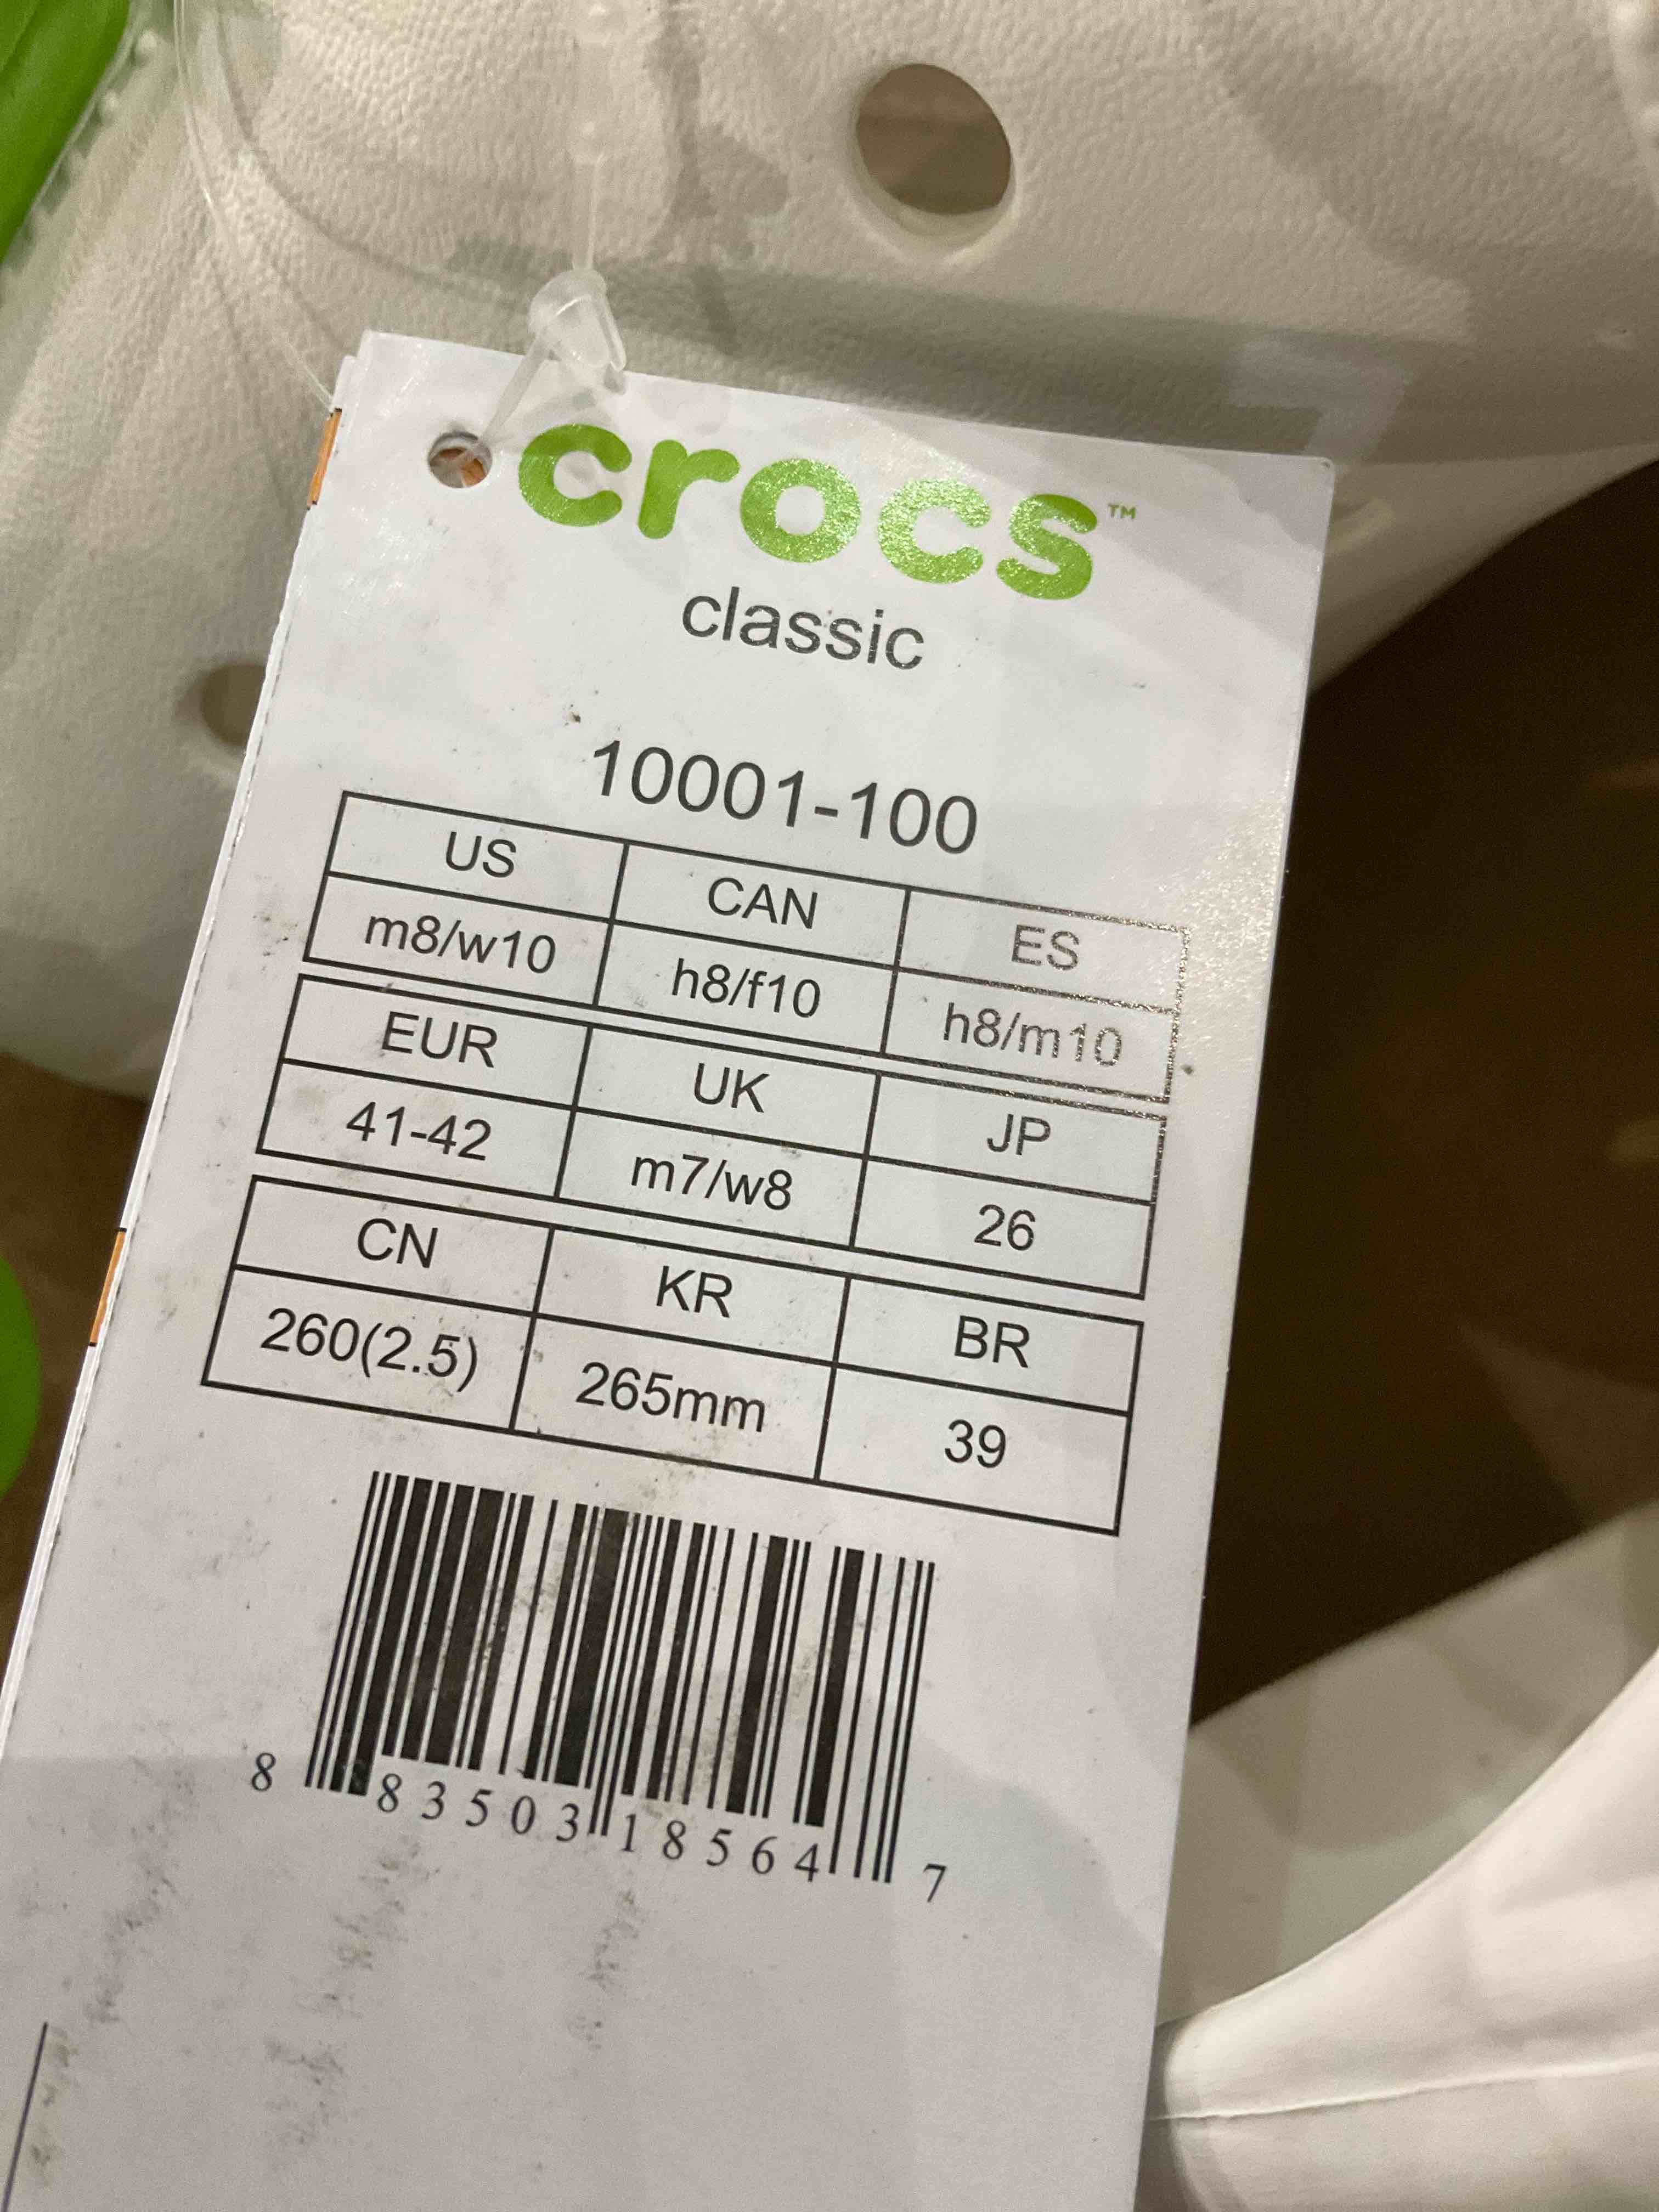 crocs™
classic
10001-100
US CAN ES
m8/w10 h8/f10 h8/m10
EUR UK JP
41-42 m7/w8 26
CN KR BR
260(2.5) 265mm 39
8 83503 18564 7